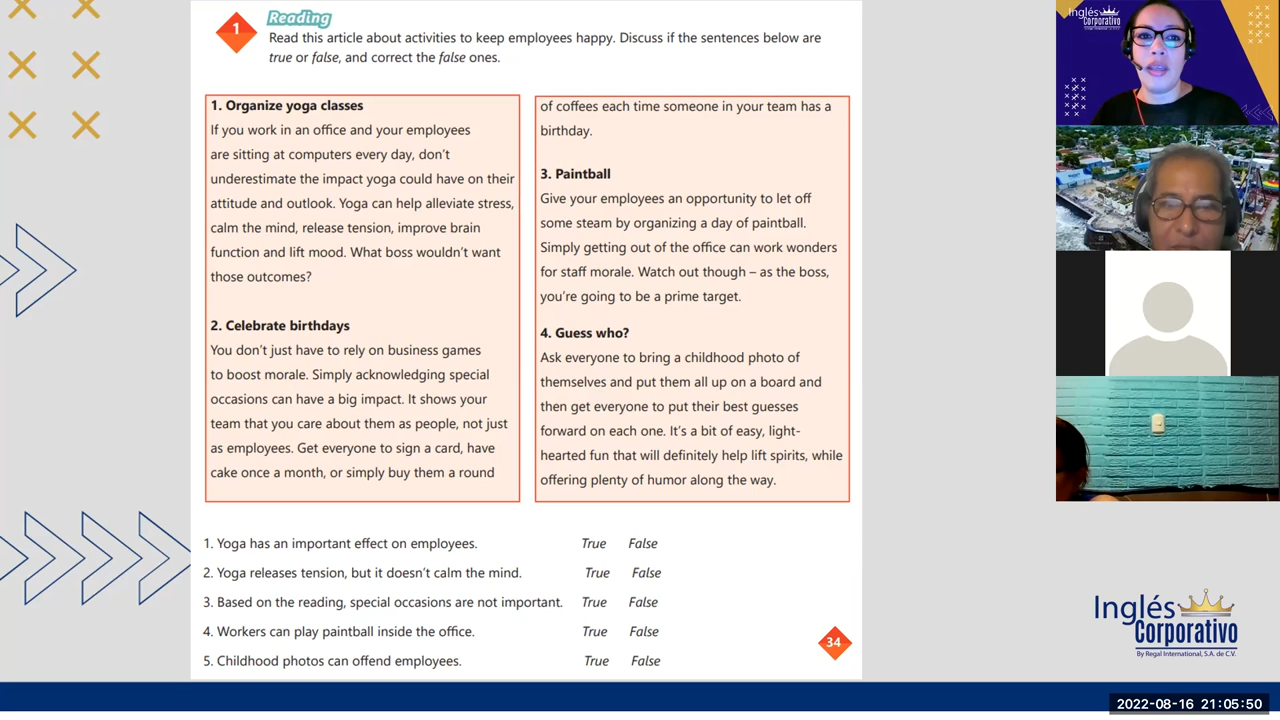 1
Reading
Read this article about activities to keep employees happy. Discuss if the sentences below are
true or false, and correct the false ones.
1. Organize yoga classes
If you work in an office and your employees
are sitting at computers every day, don't
underestimate the impact yoga could have on their
attitude and outlook. Yoga can help alleviate stress,
calm the mind, release tension, improve brain
function and lift mood. What boss wouldn't want
those outcomes?
2. Celebrate birthdays
You don't just have to rely on business games
to boost morale. Simply acknowledging special
occasions can have a big impact. It shows your
team that you care about them as people, not just
as employees. Get everyone to sign a card, have
cake once a month, or simply buy them a round
of coffees each time someone in your team has a
birthday.
3. Paintball
Give your employees an opportunity to let off
some steam by organizing a day of paintball.
Simply getting out of the office can work wonders
for staff morale. Watch out though – as the boss,
you're going to be a prime target.
4. Guess who?
Ask everyone to bring a childhood photo of
themselves and put them all up on a board and
then get everyone to put their best guesses
forward on each one. It's a bit of easy, light-
hearted fun that will definitely help lift spirits, while
offering plenty of humor along the way.
1. Yoga has an important effect on employees. True False
2. Yoga releases tension, but it doesn't calm the mind. True False
3. Based on the reading, special occasions are not important. True False
4. Workers can play paintball inside the office. True False
5. Childhood photos can offend employees. True False
34
Inglés
Corporativo
Inglés
Corporativo
By Regal International, S.A. de C.V.
2022-08-16 21:05:50